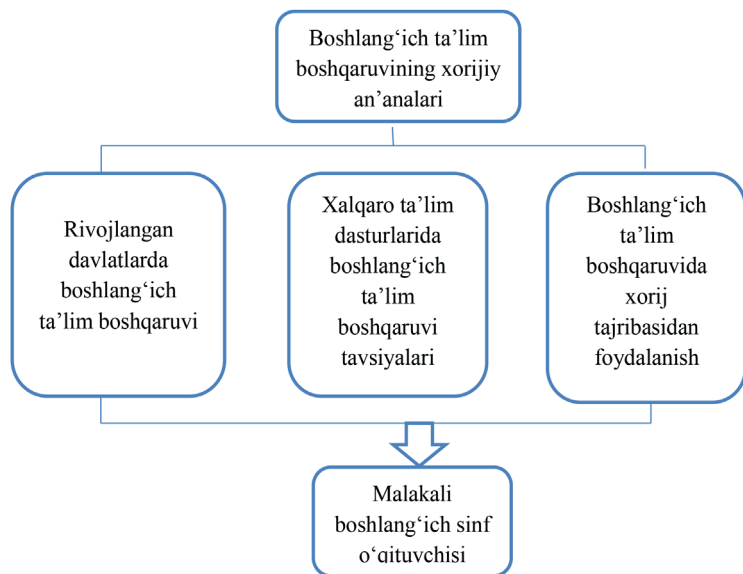 Boshlang‘ich ta’lim
boshqaruvining xorijiy
an’analari
Rivojlangan
davlatlarda
boshlang‘ich
ta’lim boshqaruvi
Xalqaro ta’lim
dasturlarida
boshlang‘ich
ta’lim
boshqaruvi
tavsiyalari
Boshlang‘ich
ta’lim
boshqaruvida
xorij
tajribasidan
foydalanish
Malakali
boshlang‘ich sinf
o‘qituvchisi